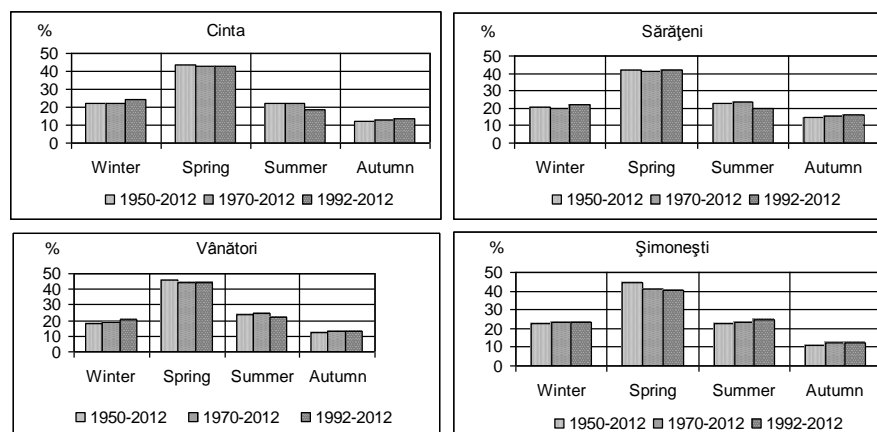 % Cinta
50
40
30
20
10
0
Winter Spring Summer Autumn
1950-2012 1970-2012 1992-2012
% Sărăţeni
50
40
30
20
10
0
Winter Spring Summer Autumn
1950-2012 1970-2012 1992-2012
% Vânători
50
40
30
20
10
0
Winter Spring Summer Autumn
1950-2012 1970-2012 1992-2012
% Şimoneşti
50
40
30
20
10
0
Winter Spring Summer Autumn
1950-2012 1970-2012 1992-2012